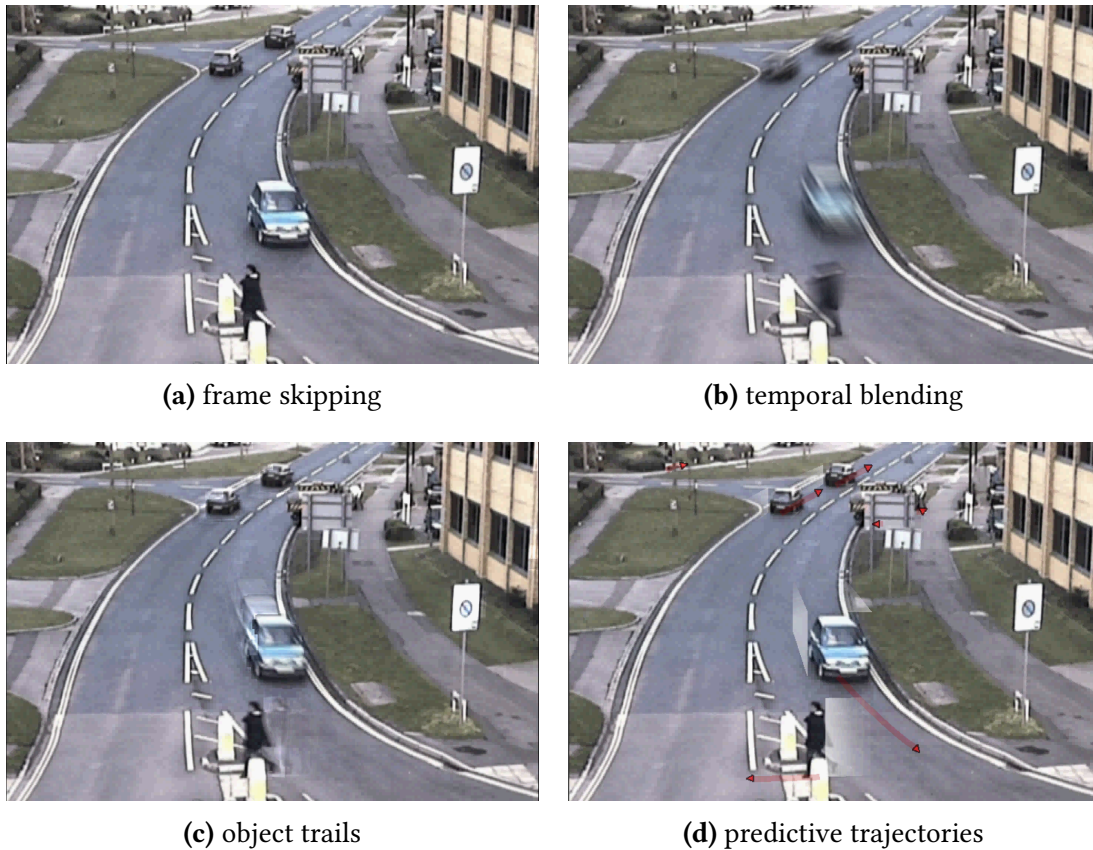 (a) frame skipping
(b) temporal blending
(c) object trails
(d) predictive trajectories